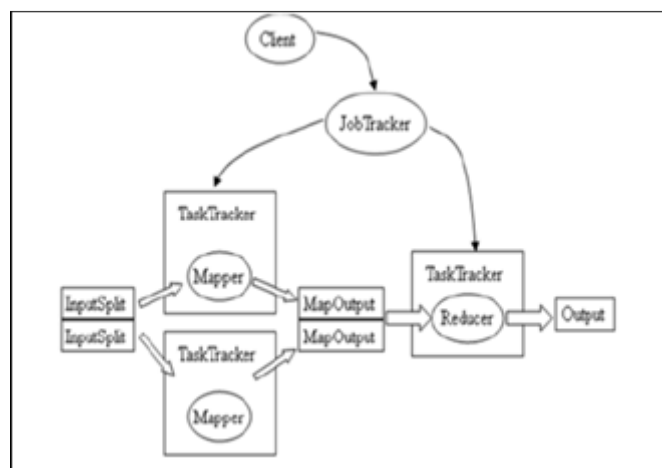 Client
JobTracker
TaskTracker
Mapper
TaskTracker
InputSplit
MapOutput
Reducer
Output
InputSplit
MapOutput
TaskTracker
Mapper